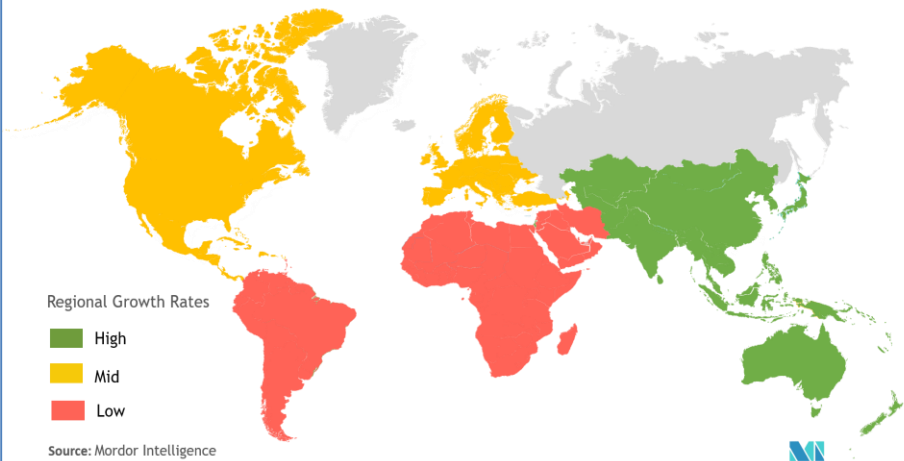 Regional Growth Rates
High
Mid
Low
Source: Mordor Intelligence